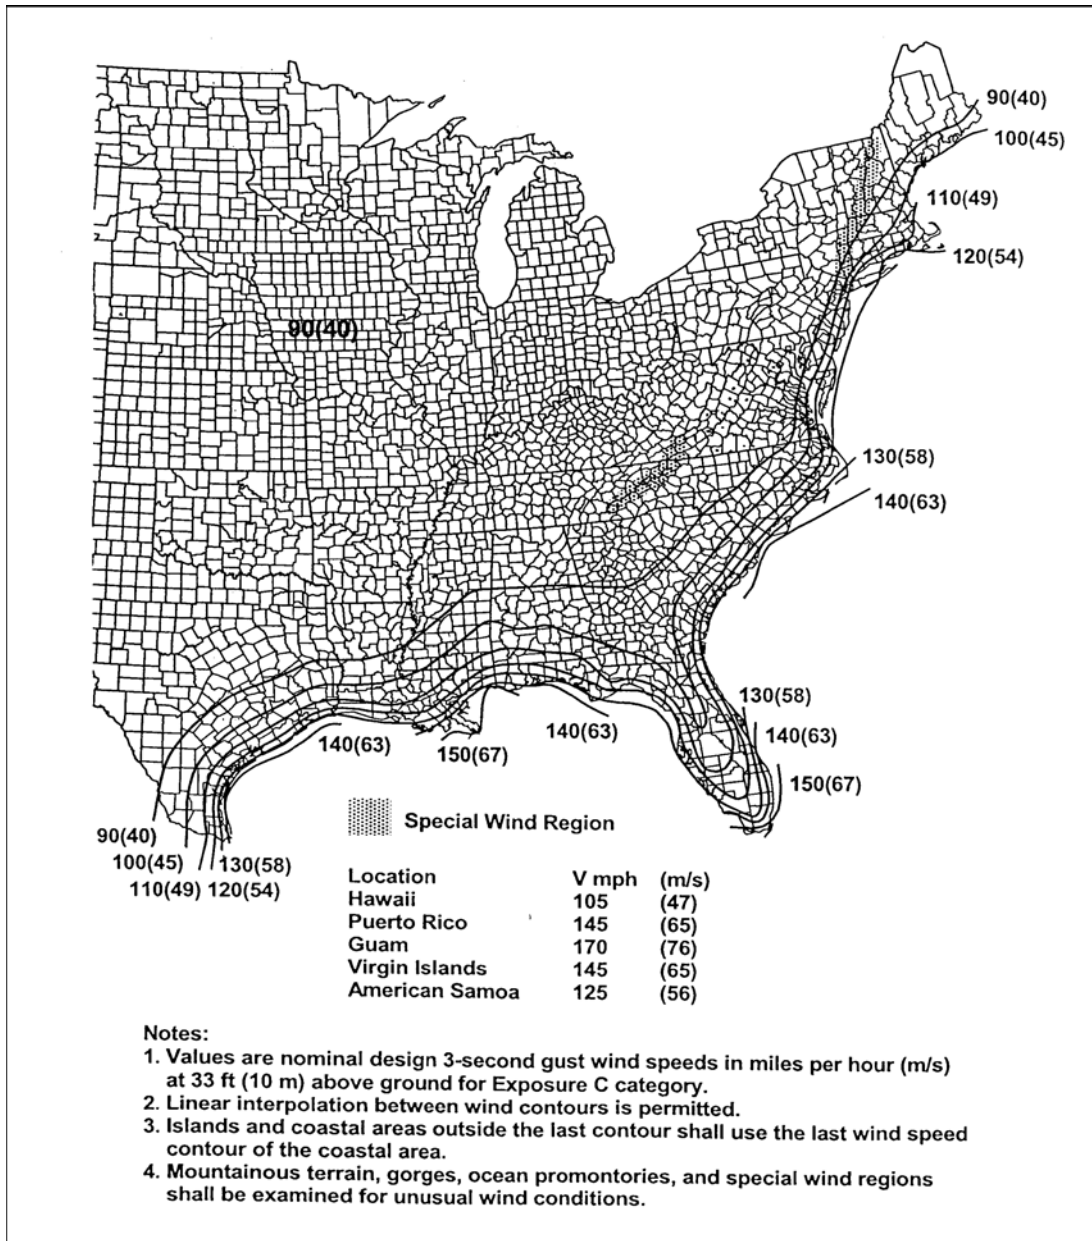 90(40)
100(45)
110(49)
120(54)
90(40)
130(58)
140(63)
130(58)
140(63)
140(63)
140(63)
150(67)
150(67)
90(40)
100(45)
130(58)
110(49) 120(54)
Special Wind Region
Location V mph (m/s)
Hawaii 105 (47)
Puerto Rico 145 (65)
Guam 170 (76)
Virgin Islands 145 (65)
American Samoa 125 (56)
Notes:
1. Values are nominal design 3-second gust wind speeds in miles per hour (m/s)
at 33 ft (10 m) above ground for Exposure C category.
2. Linear interpolation between wind contours is permitted.
3. Islands and coastal areas outside the last contour shall use the last wind speed
contour of the coastal area.
4. Mountainous terrain, gorges, ocean promontories, and special wind regions
shall be examined for unusual wind conditions.